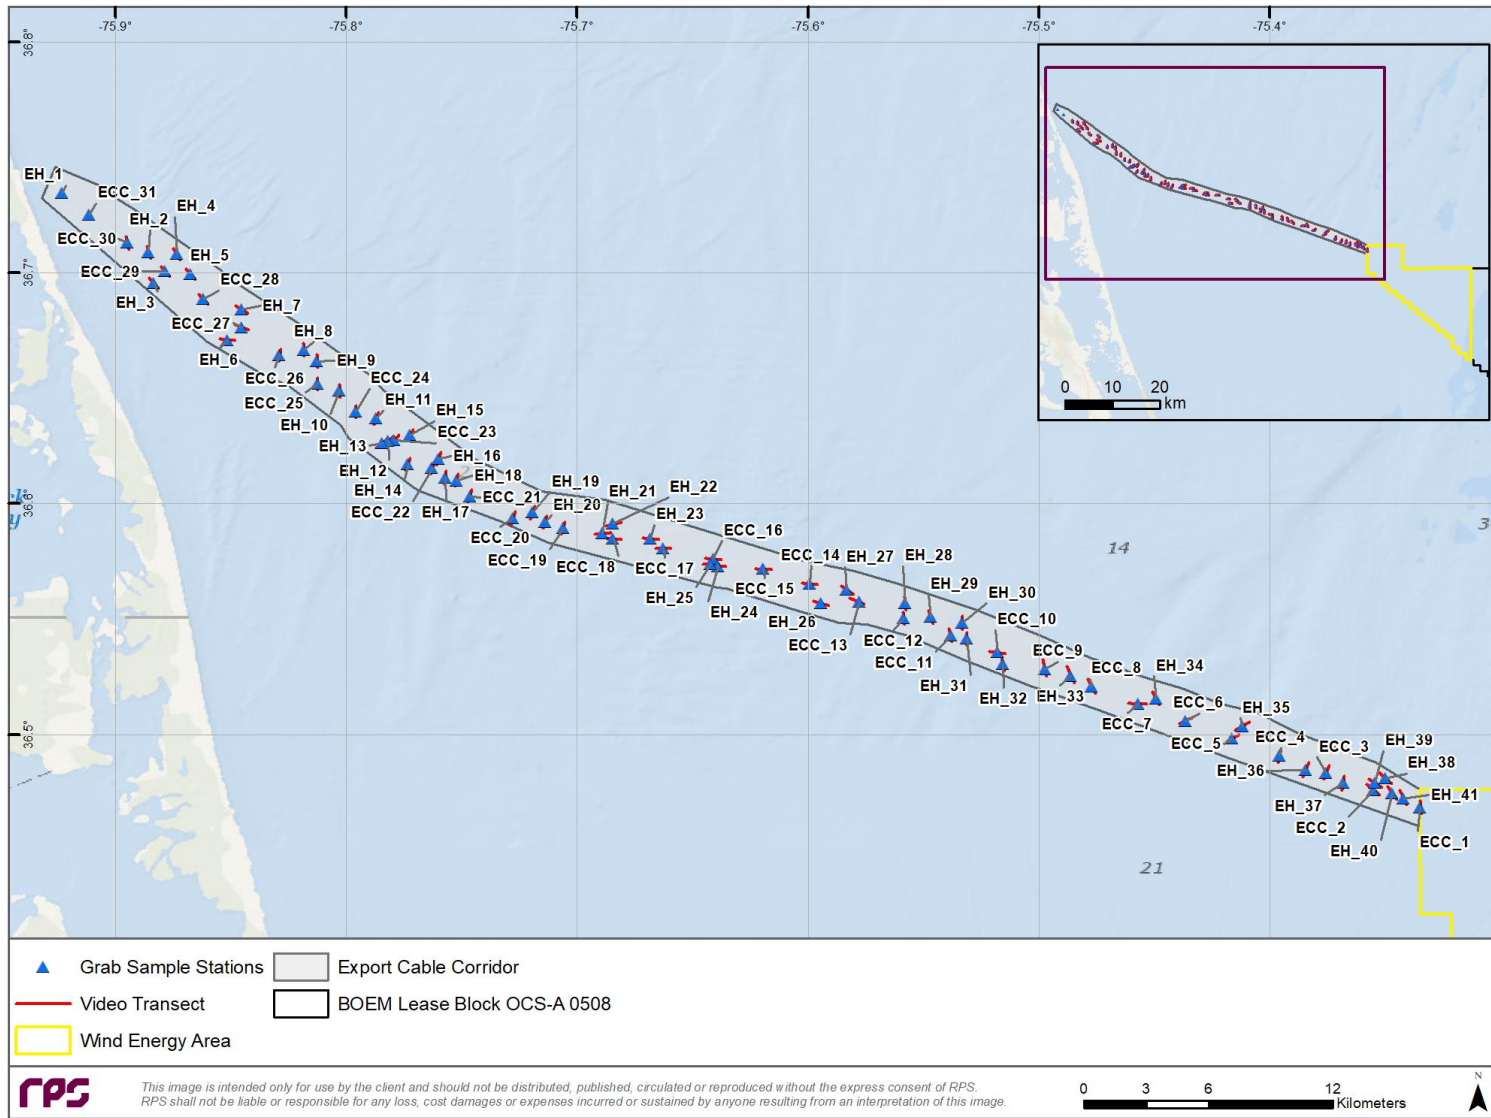 -75.9°
-75.8°
-75.7°
-75.6°
-75.5°
-75.4°
36.8°
36.7°
36.6°
36.5°
EH_1
ECC_31
EH_4
EH_2
ECC_30
EH_5
ECC_29
ECC_28
EH_3
EH_7
ECC_27
EH_8
EH_6
EH_9
ECC_26
ECC_24
ECC_25
EH_11
EH_10
EH_15
ECC_23
EH_13
EH_16
EH_12
EH_18
EH_14
ECC_22
EH_17
ECC_21
EH_19
EH_20
EH_21
EH_22
EH_23
ECC_20
ECC_19
ECC_18
ECC_17
ECC_16
ECC_15
ECC_14
EH_25
EH_24
EH_26
EH_27
EH_28
EH_29
EH_30
ECC_13
ECC_12
ECC_11
ECC_10
EH_31
EH_32
EH_33
ECC_9
ECC_8
EH_34
ECC_7
ECC_6
EH_35
ECC_5
ECC_4
ECC_3
EH_39
EH_38
EH_36
EH_37
ECC_2
EH_41
EH_40
ECC_1
14
21
3
y
0 10 20
km
Grab Sample Stations
Export Cable Corridor
Video Transect
BOEM Lease Block OCS-A 0508
Wind Energy Area
rps
This image is intended only for use by the client and should not be distributed, published, circulated or reproduced without the express consent of RPS.
RPS shall not be liable or responsible for any loss, cost damages or expenses incurred or sustained by anyone resulting from an interpretation of this image.
0 3 6 12
Kilometers
N